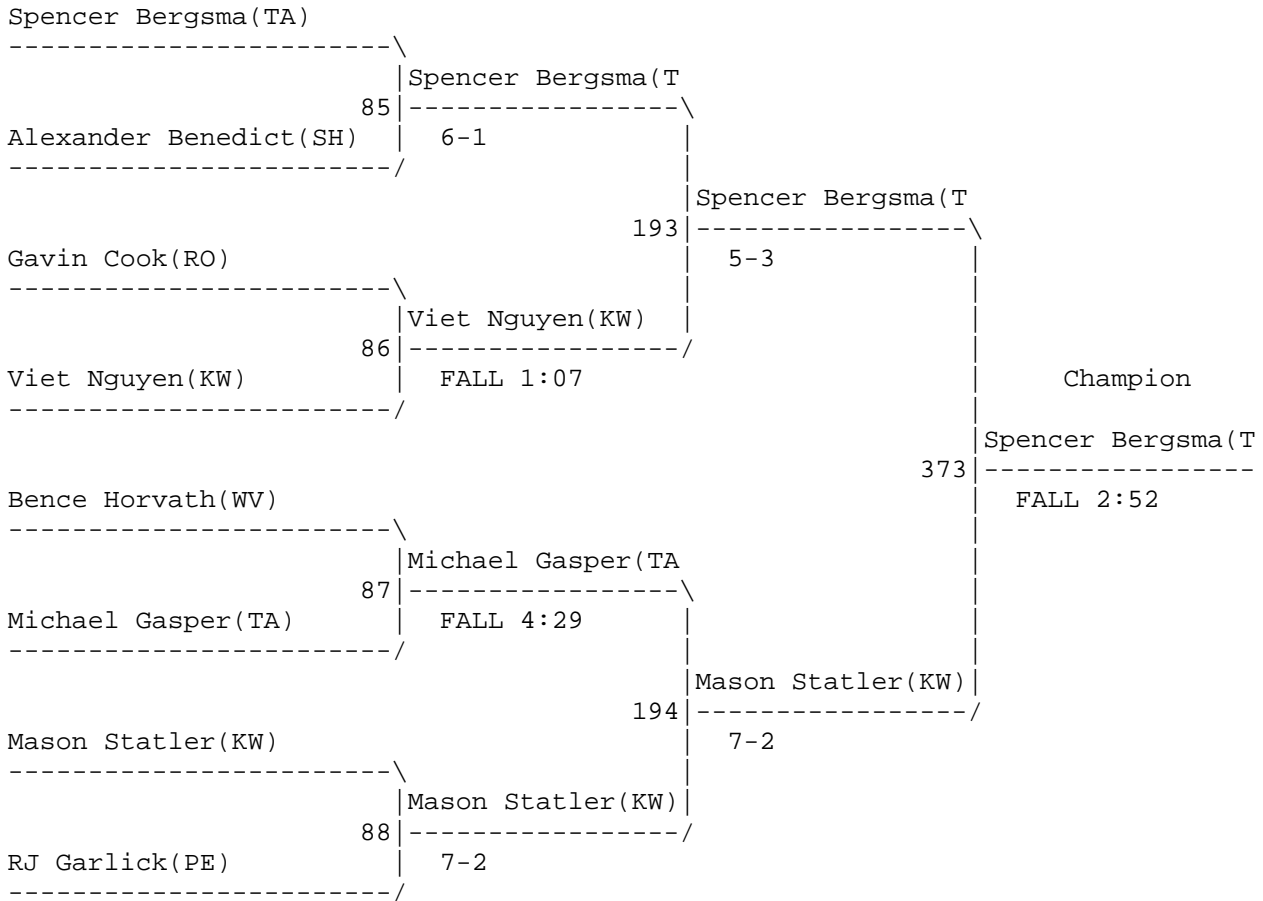 Spencer Bergsma(TA)
------------------------\
|Spencer Bergsma(T
85|-----------------\
Alexander Benedict(SH) | 6-1 |
------------------------/ |
|Spencer Bergsma(T
193|-----------------\
Gavin Cook(RO) | 5-3 |
------------------------\ | |
|Viet Nguyen(KW) | |
86|-----------------/ |
Viet Nguyen(KW) | FALL 1:07 | Champion
------------------------/ |
|Spencer Bergsma(T
373|-----------------
Bence Horvath(WV) | FALL 2:52
------------------------\ |
|Michael Gasper(TA |
87|-----------------\ |
Michael Gasper(TA) | FALL 4:29 | |
------------------------/ | |
|Mason Statler(KW)|
194|-----------------/
Mason Statler(KW) | 7-2
------------------------\ |
|Mason Statler(KW)|
88|-----------------/
RJ Garlick(PE) | 7-2
------------------------/